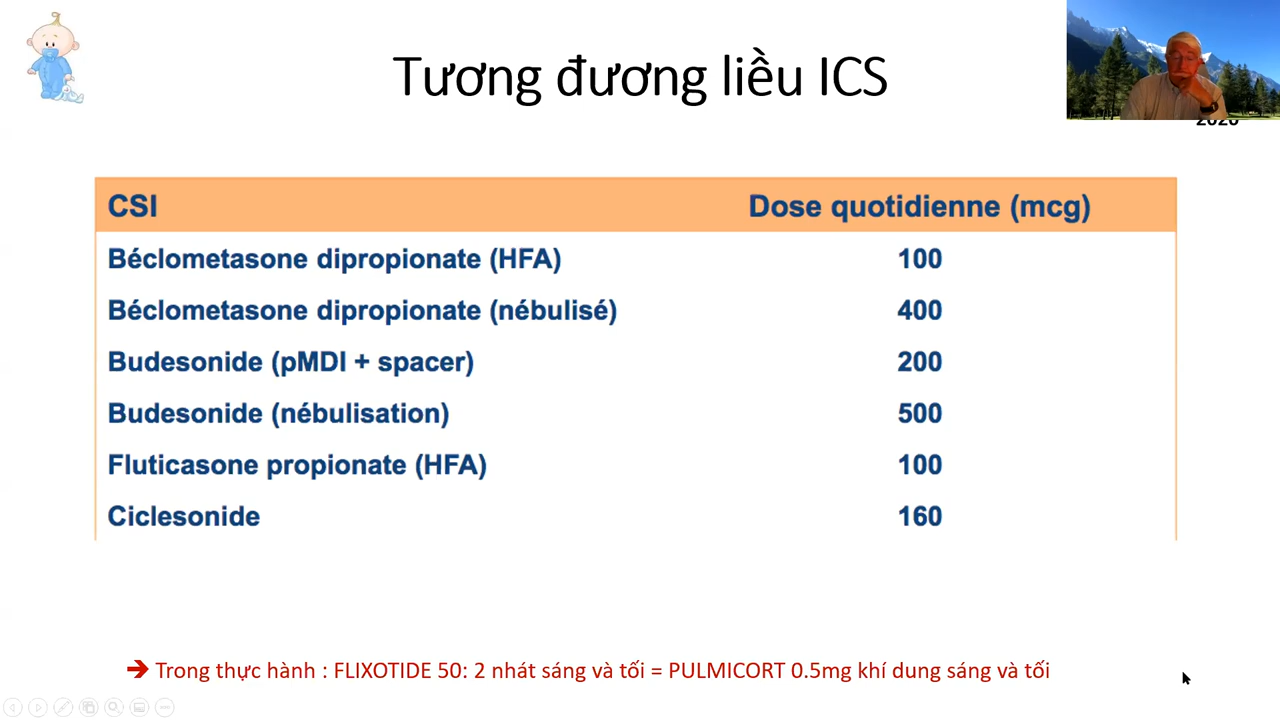 Tương đương liều ICS
2020
CSI Dose quotidienne (mcg)
Béclometasone dipropionate (HFA) 100
Béclometasone dipropionate (nébulisé) 400
Budesonide (pMDI + spacer) 200
Budesonide (nébulisation) 500
Fluticasone propionate (HFA) 100
Ciclesonide 160
➔ Trong thực hành : FLIXOTIDE 50: 2 nhát sáng và tối = PULMICORT 0.5mg khí dung sáng và tối